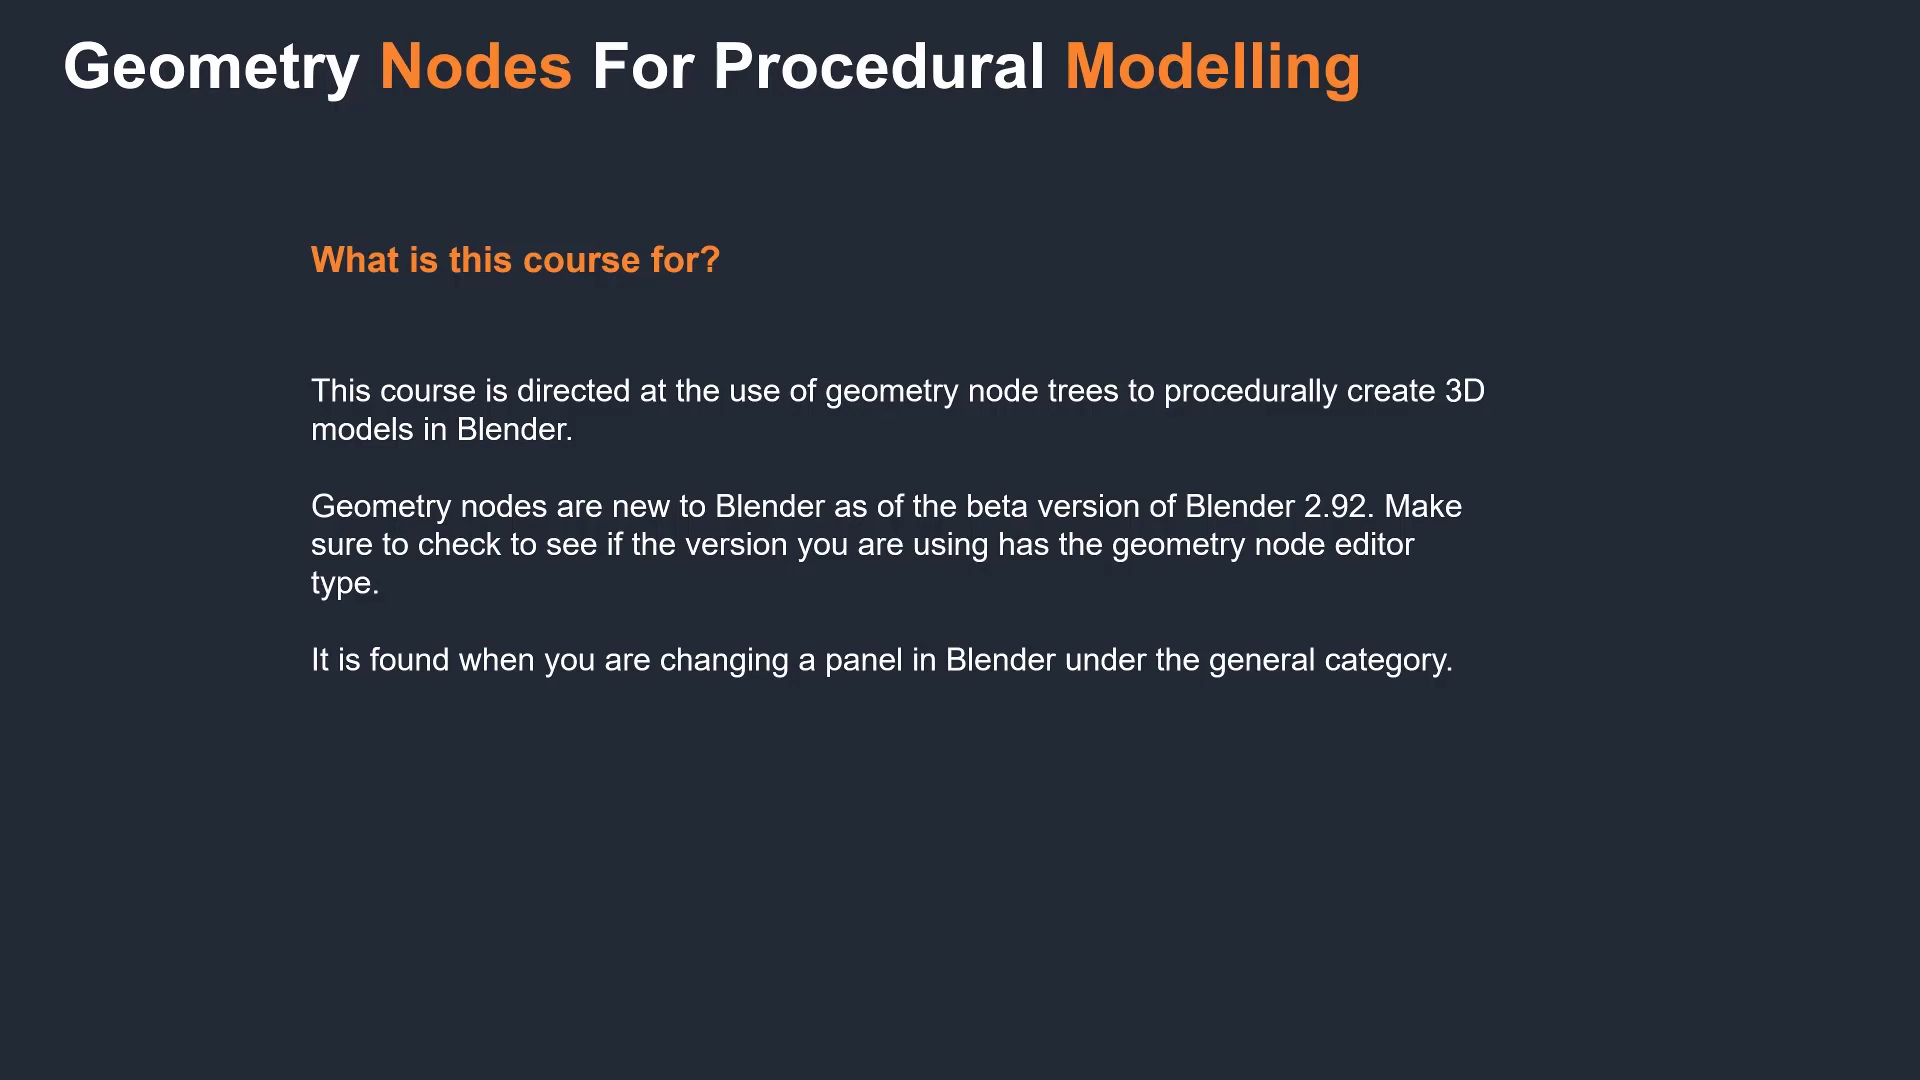 Geometry Nodes For Procedural Modelling
What is this course for?
This course is directed at the use of geometry node trees to procedurally create 3D
models in Blender.
Geometry nodes are new to Blender as of the beta version of Blender 2.92. Make
sure to check to see if the version you are using has the geometry node editor
type.
It is found when you are changing a panel in Blender under the general category.